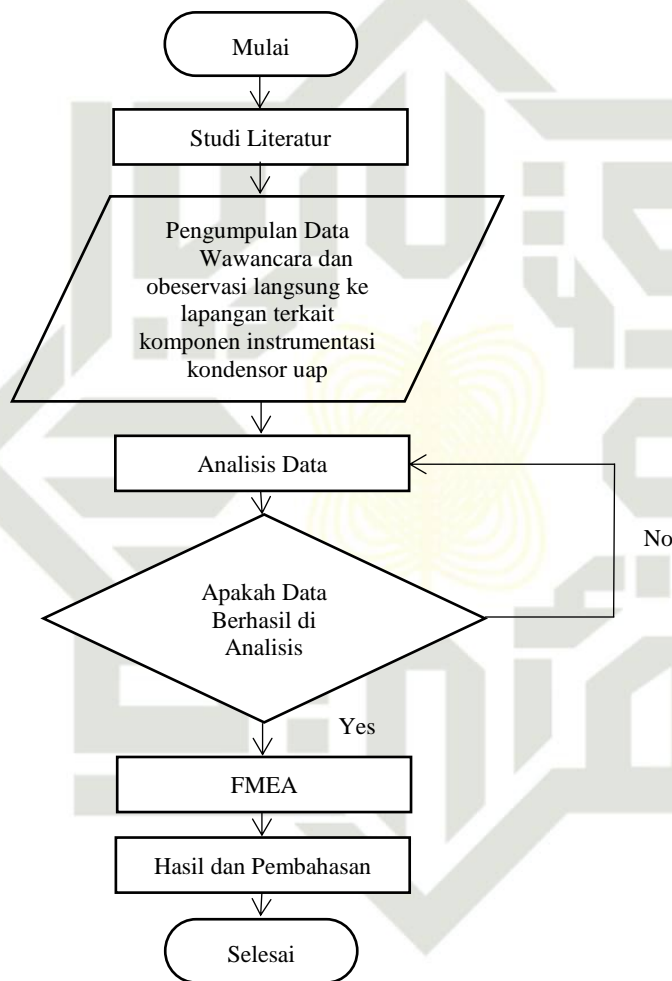 Mulai
Studi Literatur
Pengumpulan Data
Wawancara dan
obeservasi langsung ke
lapangan terkait
komponen instrumentasi
kondensor uap
Analisis Data
Apakah Data
Berhasil di
Analisis
No
Yes
FMEA
Hasil dan Pembahasan
Selesai